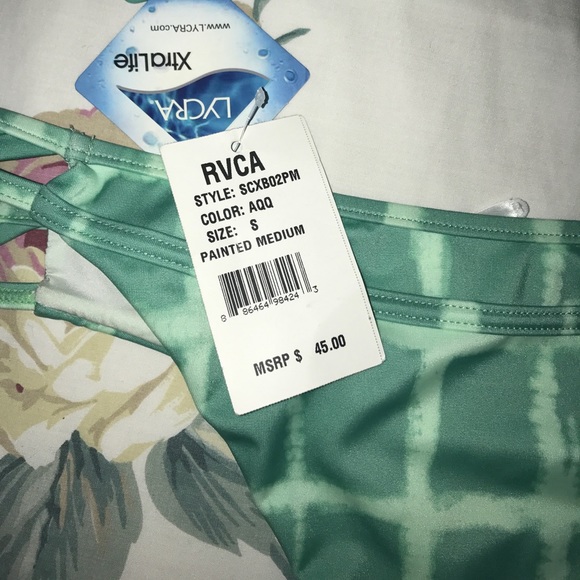 www.LYCRA.com
XtraLife
LYCRA.
RVCA
STYLE: SCXB02PM
COLOR: AQQ
SIZE: S
PAINTED MEDIUM
8 86464 98424 3
MSRP $ 45.00